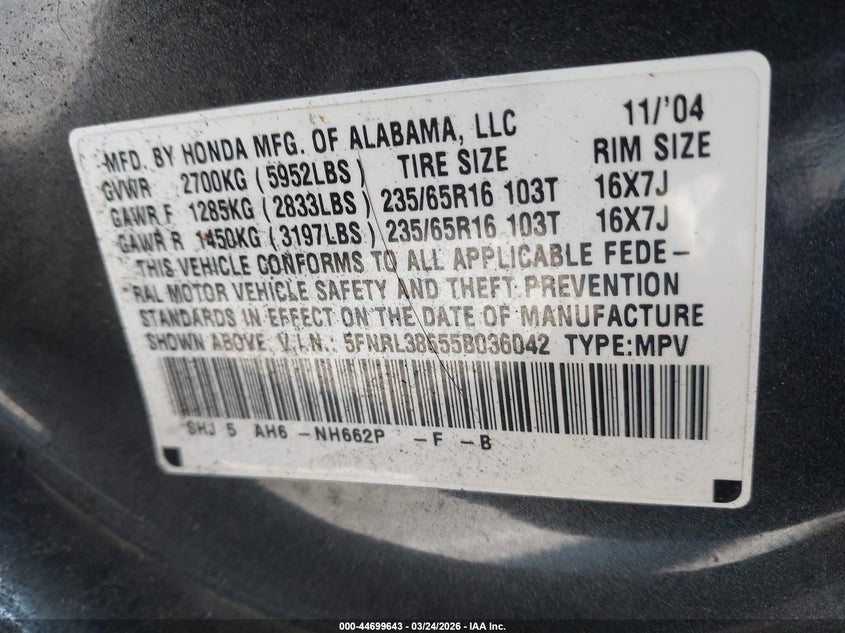 11/'04
MFD. BY HONDA MFG. OF ALABAMA, LLC
GVWR 2700KG (5952LBS) TIRE SIZE RIM SIZE
GAWR F 1285KG (2833LBS) 235/65R16 103T 16X7J
GAWR R 1450KG (3197LBS) 235/65R16 103T 16X7J
THIS VEHICLE CONFORMS TO ALL APPLICABLE FEDE-
RAL MOTOR VEHICLE SAFETY AND THEFT PREVENTION
STANDARDS IN EFFECT ON THE DATE OF MANUFACTURE
SHOWN ABOVE. V.I.N.: 5FNRL38655B036042 TYPE:MPV
SHJ 5 AH6 -NH662P -F -B
000-44699643 | 03/24/2026 - IAA Inc.